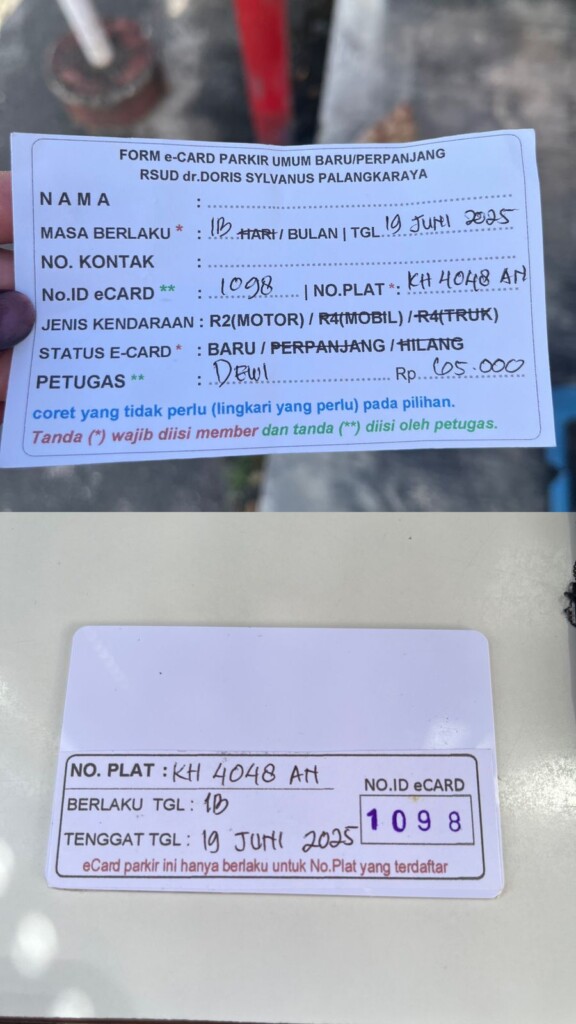 FORM e-CARD PARKIR UMUM BARU/PERPANJANG
RSUD dr.DORIS SYLVANUS PALANGKARAYA
NAMA :
MASA BERLAKU * : 1B HARI / BULAN | TGL 19 JUNI 2025
NO. KONTAK :
No.ID eCARD ** : 1098 | NO.PLAT *: KH 4048 AN
JENIS KENDARAAN : R2(MOTOR) / R4(MOBIL) / R4(TRUK)
STATUS E-CARD * : BARU / PERPANJANG / HILANG
PETUGAS ** : DEWI Rp. 65.000
coret yang tidak perlu (lingkari yang perlu) pada pilihan.
Tanda (*) wajib diisi member dan tanda (**) diisi oleh petugas.
NO. PLAT : KH 4048 AN
NO.ID eCARD
BERLAKU TGL : 1B
1098
TENGGAT TGL : 19 JUNI 2025
eCard parkir ini hanya berlaku untuk No.Plat yang terdaftar